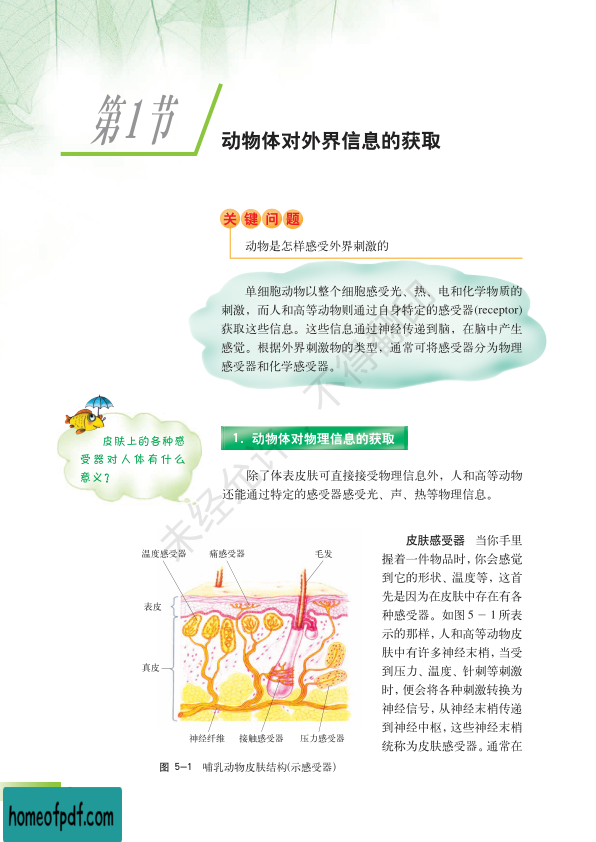 第1节
动物体对外界信息的获取
关键问题
动物是怎样感受外界刺激的
单细胞动物以整个细胞感受光、热、电和化学物质的
刺激，而人和高等动物则通过自身特定的感受器(receptor)
获取这些信息。这些信息通过神经传递到脑，在脑中产生
感觉。根据外界刺激物的类型，通常可将感受器分为物理
感受器和化学感受器。
皮肤上的各种感
受器对人体有什么
意义？
1. 动物体对物理信息的获取
除了体表皮肤可直接接受物理信息外，人和高等动物
还能通过特定的感受器感受光、声、热等物理信息。
温度感受器 痛感受器 毛发
表皮
真皮
神经纤维 接触感受器 压力感受器
图 5-1 哺乳动物皮肤结构(示感受器)
皮肤感受器 当你手里
握着一件物品时，你会感觉
到它的形状、温度等，这首
先是因为在皮肤中存在有各
种感受器。如图 5 - 1 所表
示的那样，人和高等动物皮
肤中有许多神经末梢，当受
到压力、温度、针刺等刺激
时，便会将各种刺激转换为
神经信号，从神经末梢传递
到神经中枢，这些神经末梢
统称为皮肤感受器。通常在
未经允许 不得翻印
homeofpdf.com